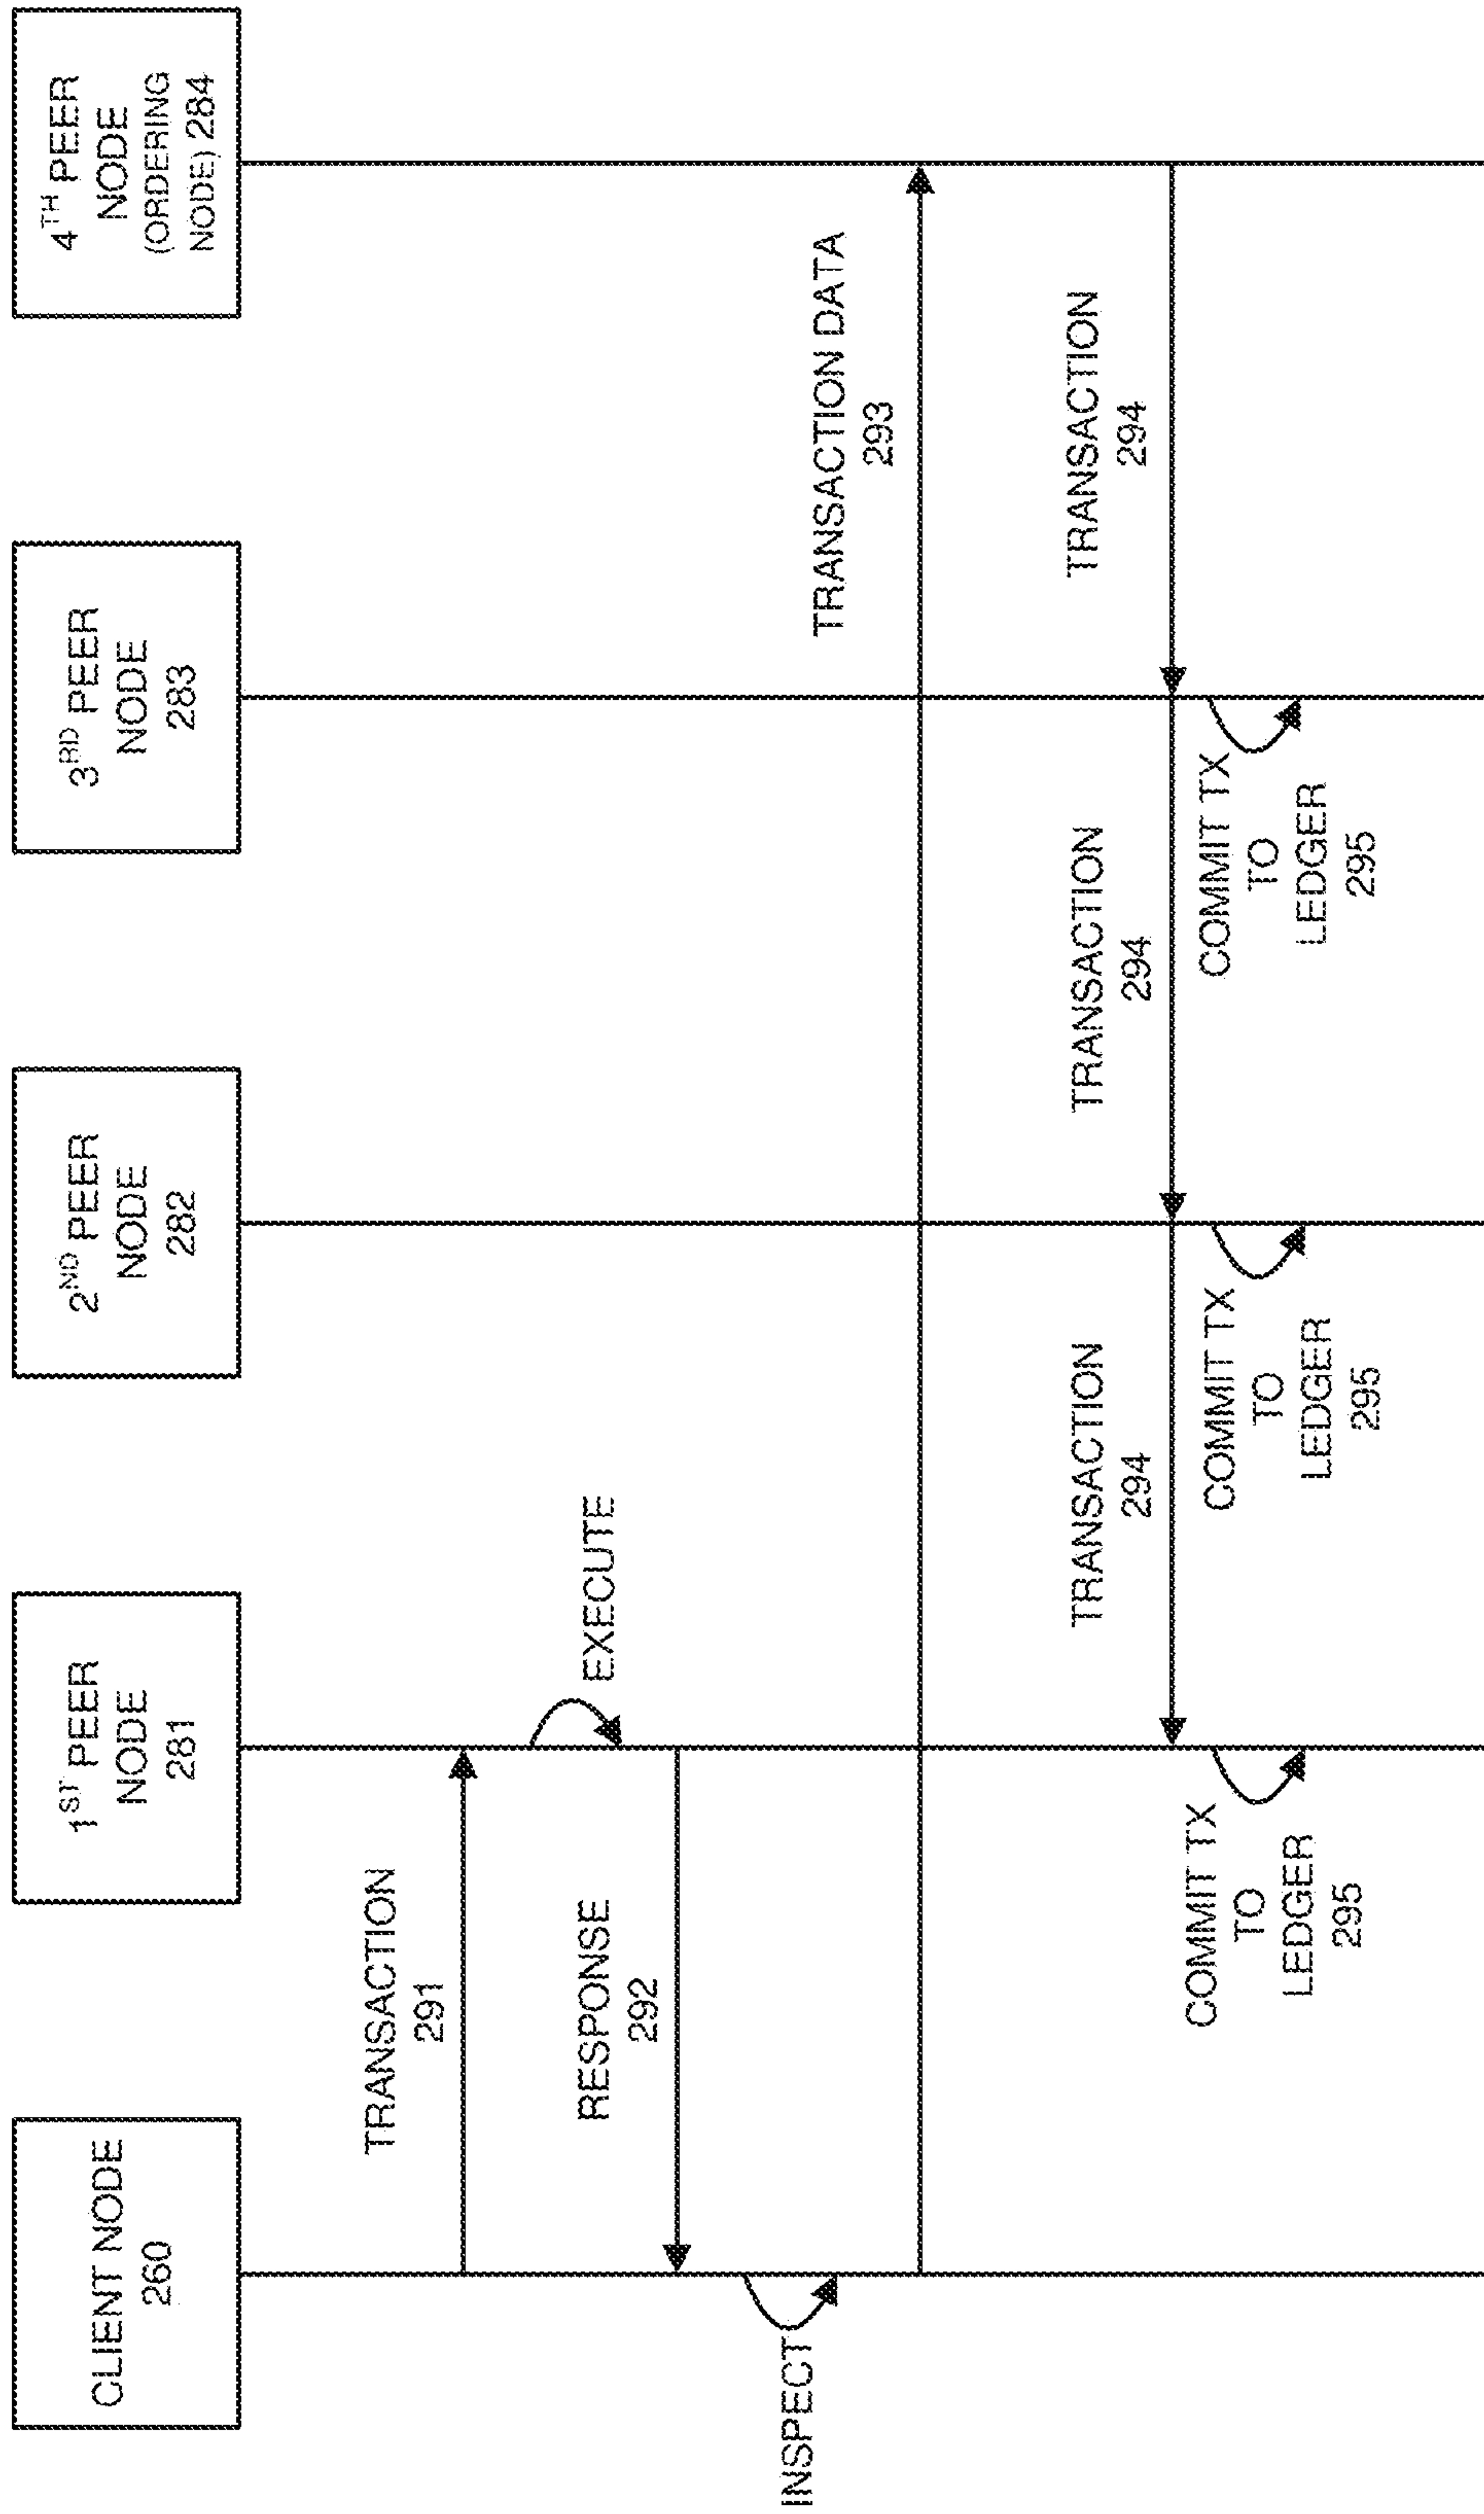 CLIENT NODE
260
1ST PEER
NODE
281
2ND PEER
NODE
282
3RD PEER
NODE
283
4TH PEER
NODE
(ORDERING
NODE) 284
TRANSACTION
291
EXECUTE
RESPONSE
292
INSPECT
TRANSACTION DATA
293
TRANSACTION
294
TRANSACTION
294
TRANSACTION
294
COMMIT TX
TO
LEDGER
295
COMMIT TX
TO
LEDGER
295
COMMIT TX
TO
LEDGER
295